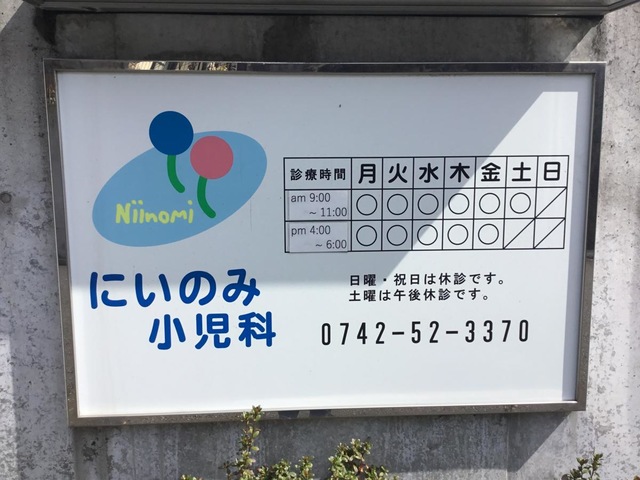 Niinomi
にいのみ
小児科
診療時間 月 火 水 木 金 土 日
am 9:00 ～ 11:00 ○ ○ ○ ○ ○ ○ ／
pm 4:00 ～ 6:00 ○ ○ ○ ○ ○ ／ ／
日曜・祝日は休診です。
土曜は午後休診です。
0742-52-3370